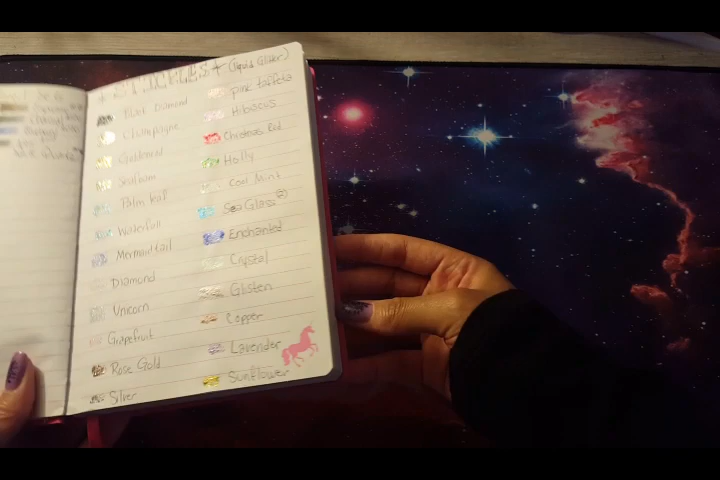 * STICKLES * (Liquid Glitter)
Black Diamond
Champagne
Goldenrod
Seafoam
Palm leaf
Waterfall
Mermaid tail
Diamond
Unicorn
Grapefruit
Rose Gold
Silver
Pink Taffeta
Hibiscus
Christmas Red
Holly
Cool Mint
Sea Glass ②
Enchanted
Crystal
Glisten
Copper
Lavender
Sunflower